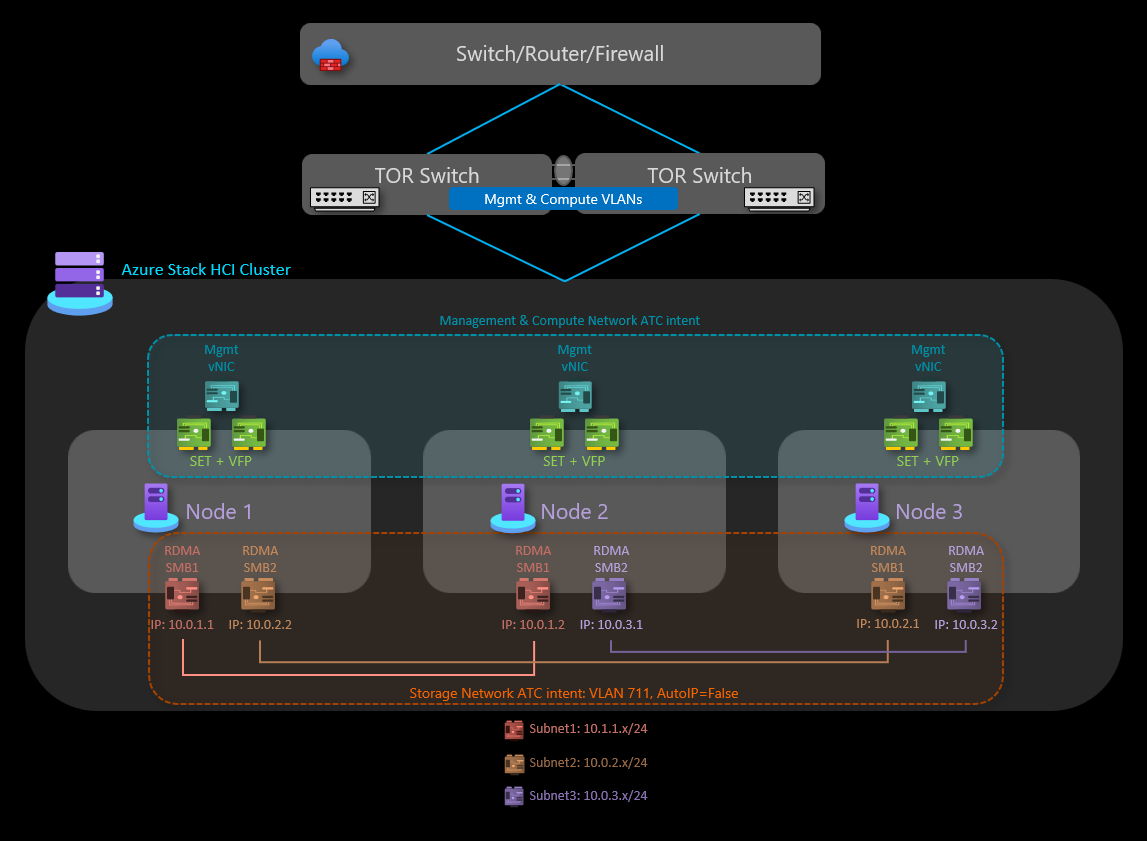 Switch/Router/Firewall
TOR Switch
TOR Switch
Mgmt & Compute VLANs
Azure Stack HCI Cluster
Management & Compute Network ATC intent
Mgmt
vNIC
Mgmt
vNIC
Mgmt
vNIC
SET + VFP
SET + VFP
SET + VFP
Node 1
Node 2
Node 3
RDMA
SMB1
RDMA
SMB2
RDMA
SMB1
RDMA
SMB2
RDMA
SMB1
RDMA
SMB2
IP: 10.0.1.1
IP: 10.0.2.2
IP: 10.0.1.2
IP: 10.0.3.1
IP: 10.0.2.1
IP: 10.0.3.2
Storage Network ATC intent: VLAN 711, AutoIP=False
Subnet1: 10.1.1.x/24
Subnet2: 10.0.2.x/24
Subnet3: 10.0.3.x/24